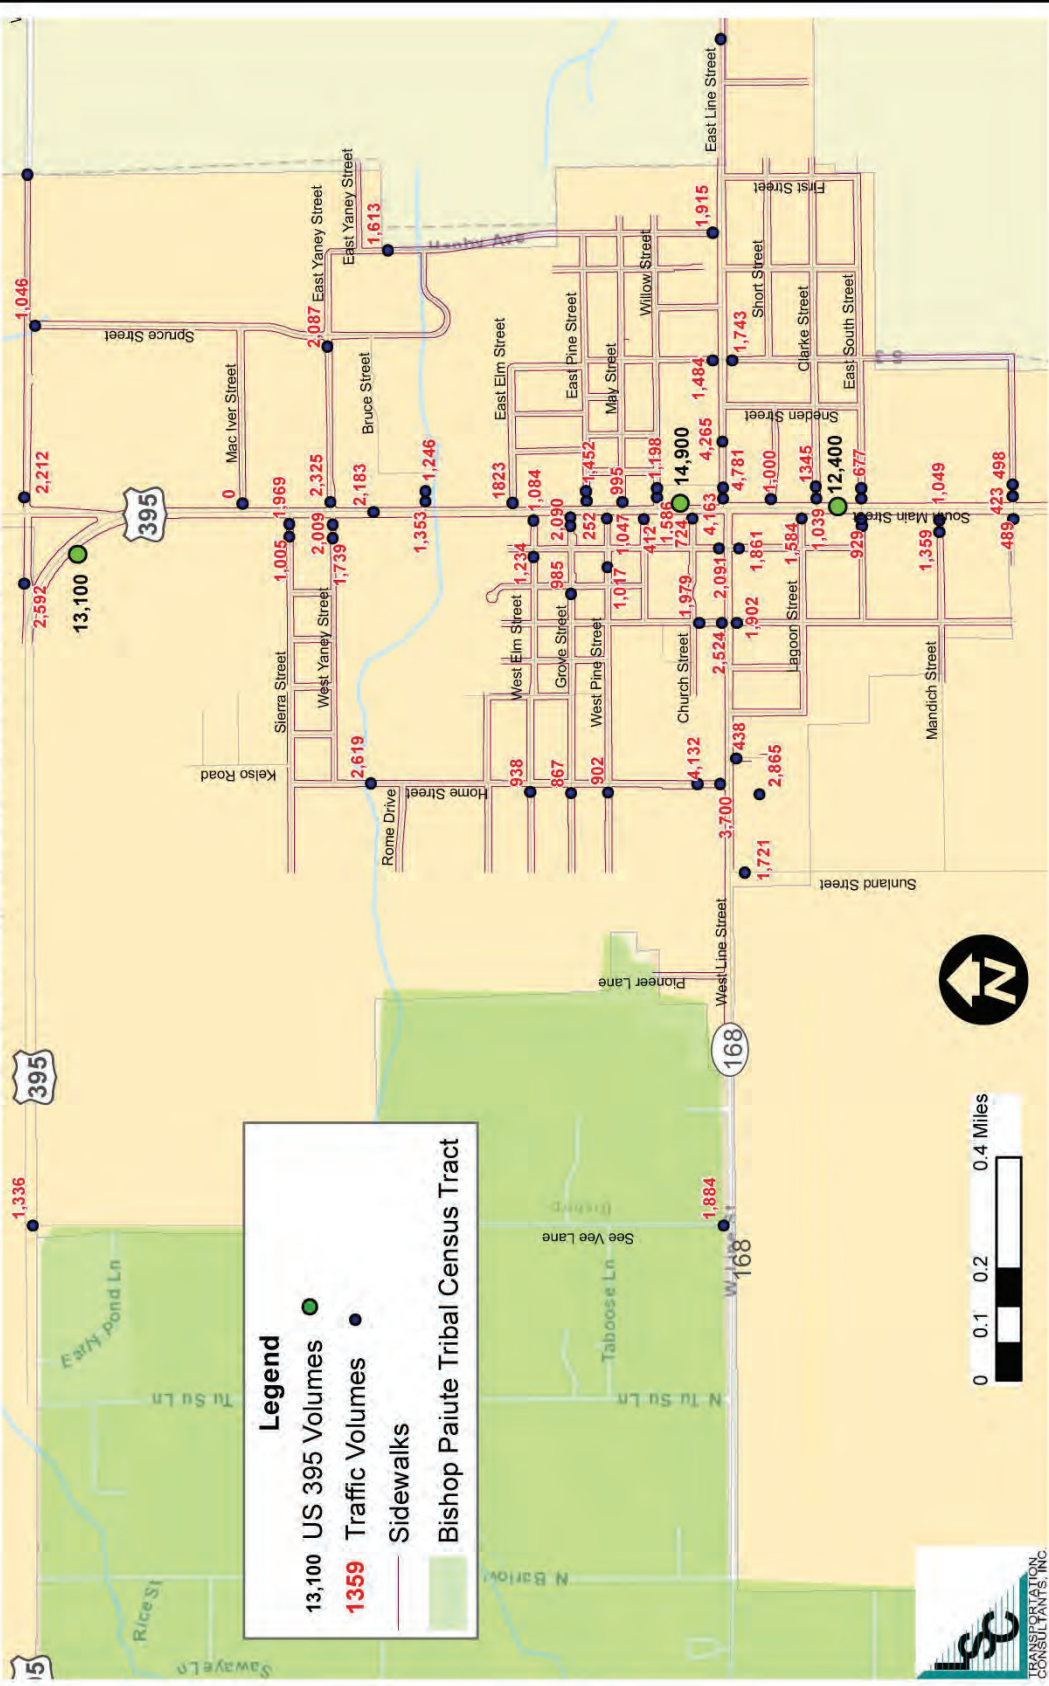 1,046
2,212
2,592
395
13,100
395
1,336
Spruce Street
Mac Iver Street
0
East Yaney Street
East Yaney Street
1,613
2,087
Hanby Ave
Bruce Street
1,969
1,005
2,325
2,009
1,739
2,183
1,246
1,353
Sierra Street
West Yaney Street
Kelso Road
2,619
Rome Drive
Home Street
East Elm Street
1823
1,084
1,234
East Pine Street
May Street
Willow Street
1,452
995
1,198
2,090
252
985
1,047
1,017
412
1,586
724
14,900
West Elm Street
Grove Street
West Pine Street
Church Street
1,979
938
867
902
4,132
3,700
438
2,865
1,721
East Line Street
1,915
1,484
1,743
4,265
4,781
4,163
2,091
1,861
2,524
1,902
First Street
Short Street
Clarke Street
East South Street
Sneden Street
1,000
1345
12,400
677
1,584
1,039
929
South Main Street
1,049
1,359
498
423
489
Lagoon Street
Mandich Street
Sunland Street
West Line Street
Pioneer Lane
168
168
W Line St
1,884
See Vee Lane
Taboose Ln
N Tu Su Ln
Tu Su Ln
Early Pond Ln
N Barlow
Rice St
Sawaye Ln
Legend
13,100 US 395 Volumes
1359 Traffic Volumes
Sidewalks
Bishop Paiute Tribal Census Tract
N
0 0.1 0.2 0.4 Miles
LSC
TRANSPORTATION
CONSULTANTS, INC.